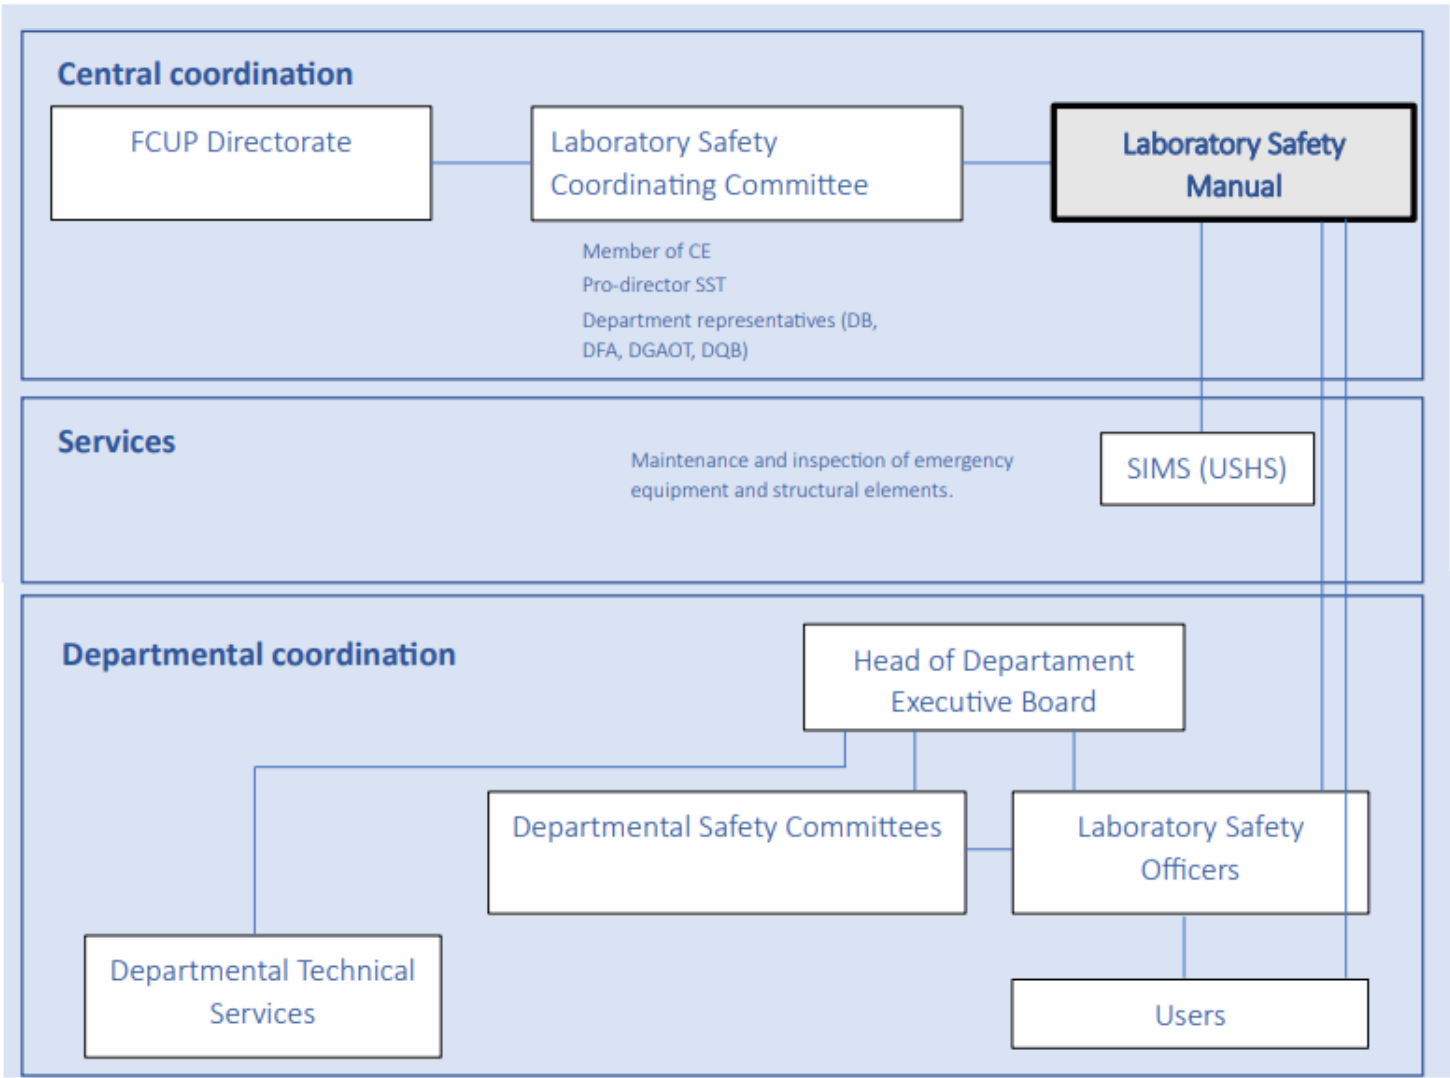 Central coordination
FCUP Directorate
Laboratory Safety
Coordinating Committee
Laboratory Safety
Manual
Member of CE
Pro-director SST
Department representatives (DB,
DFA, DGAOT, DQB)
Services
Maintenance and inspection of emergency
equipment and structural elements.
SIMS (USHS)
Departmental coordination
Head of Departament
Executive Board
Departmental Safety Committees
Laboratory Safety
Officers
Departmental Technical
Services
Users